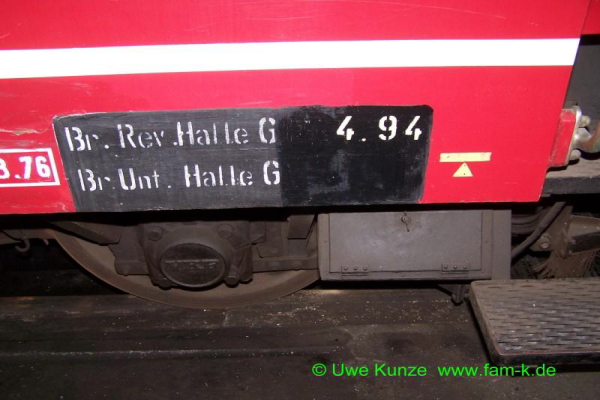 Br. Rev. Halle G 4.94
Br. Unt. Halle G
3.76
© Uwe Kunze www.fam-k.de